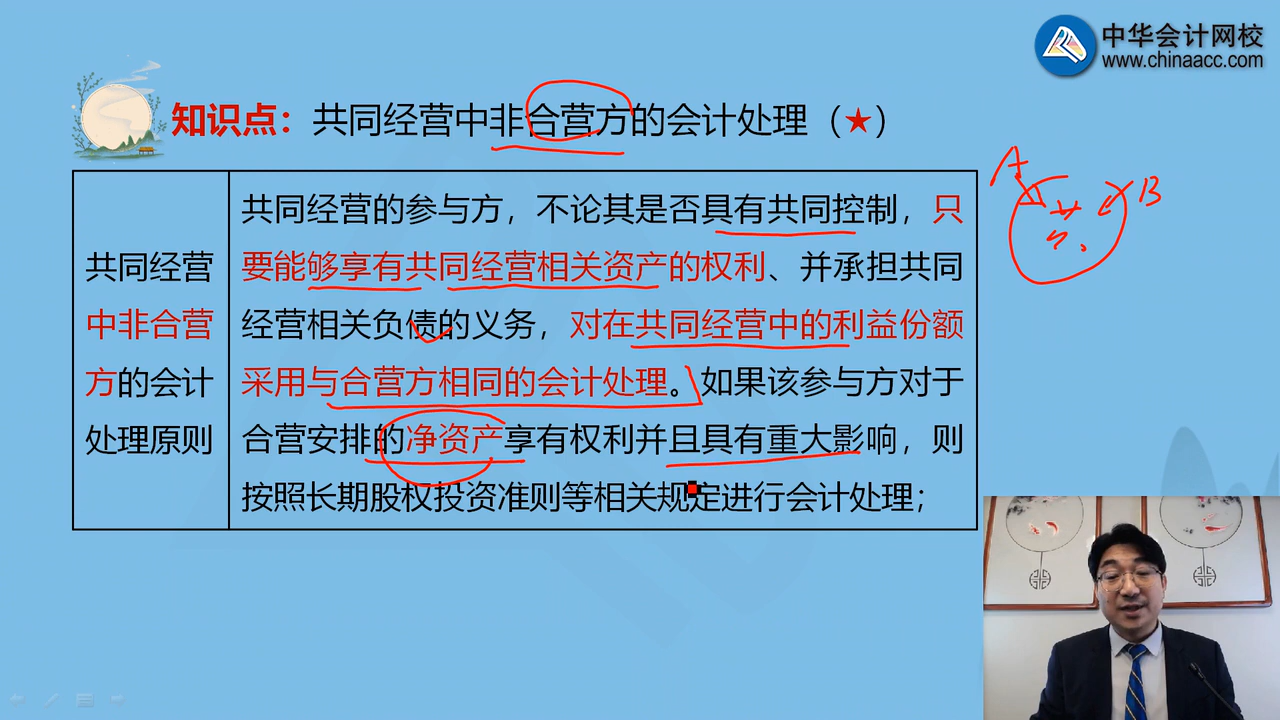 中华会计网校
www.chinaacc.com
知识点：共同经营中非合营方的会计处理（★）
共同经营
中非合营
方的会计
处理原则
共同经营的参与方，不论其是否具有共同控制，只
要能够享有共同经营相关资产的权利、并承担共同
经营相关负债的义务，对在共同经营中的利益份额
采用与合营方相同的会计处理。如果该参与方对于
合营安排的净资产享有权利并且具有重大影响，则
按照长期股权投资准则等相关规定进行会计处理；
A
B